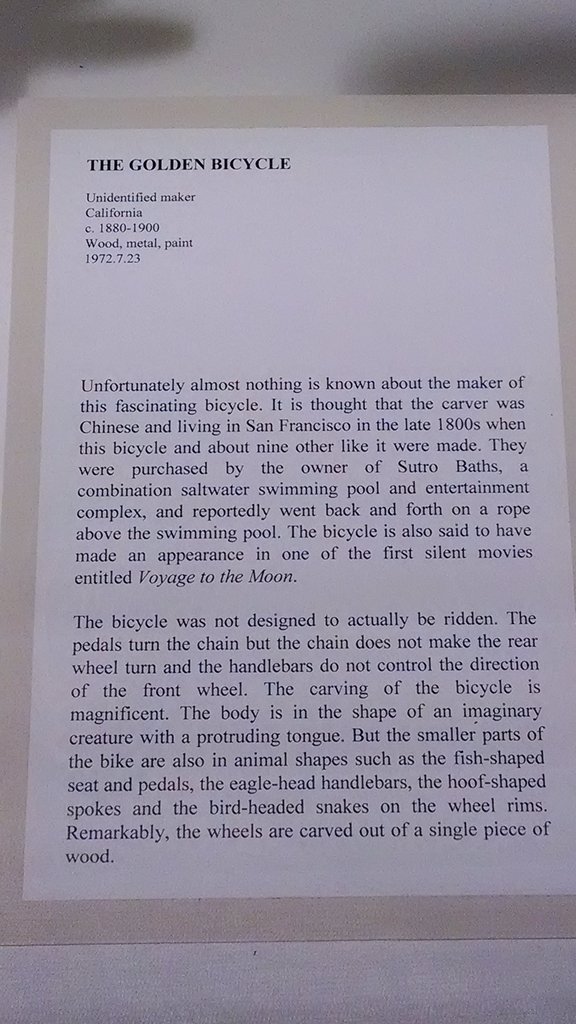 THE GOLDEN BICYCLE
Unidentified maker
California
c. 1880-1900
Wood, metal, paint
1972.7.23
Unfortunately almost nothing is known about the maker of
this fascinating bicycle. It is thought that the carver was
Chinese and living in San Francisco in the late 1800s when
this bicycle and about nine other like it were made. They
were purchased by the owner of Sutro Baths, a
combination saltwater swimming pool and entertainment
complex, and reportedly went back and forth on a rope
above the swimming pool. The bicycle is also said to have
made an appearance in one of the first silent movies
entitled Voyage to the Moon.
The bicycle was not designed to actually be ridden. The
pedals turn the chain but the chain does not make the rear
wheel turn and the handlebars do not control the direction
of the front wheel. The carving of the bicycle is
magnificent. The body is in the shape of an imaginary
creature with a protruding tongue. But the smaller parts of
the bike are also in animal shapes such as the fish-shaped
seat and pedals, the eagle-head handlebars, the hoof-shaped
spokes and the bird-headed snakes on the wheel rims.
Remarkably, the wheels are carved out of a single piece of
wood.